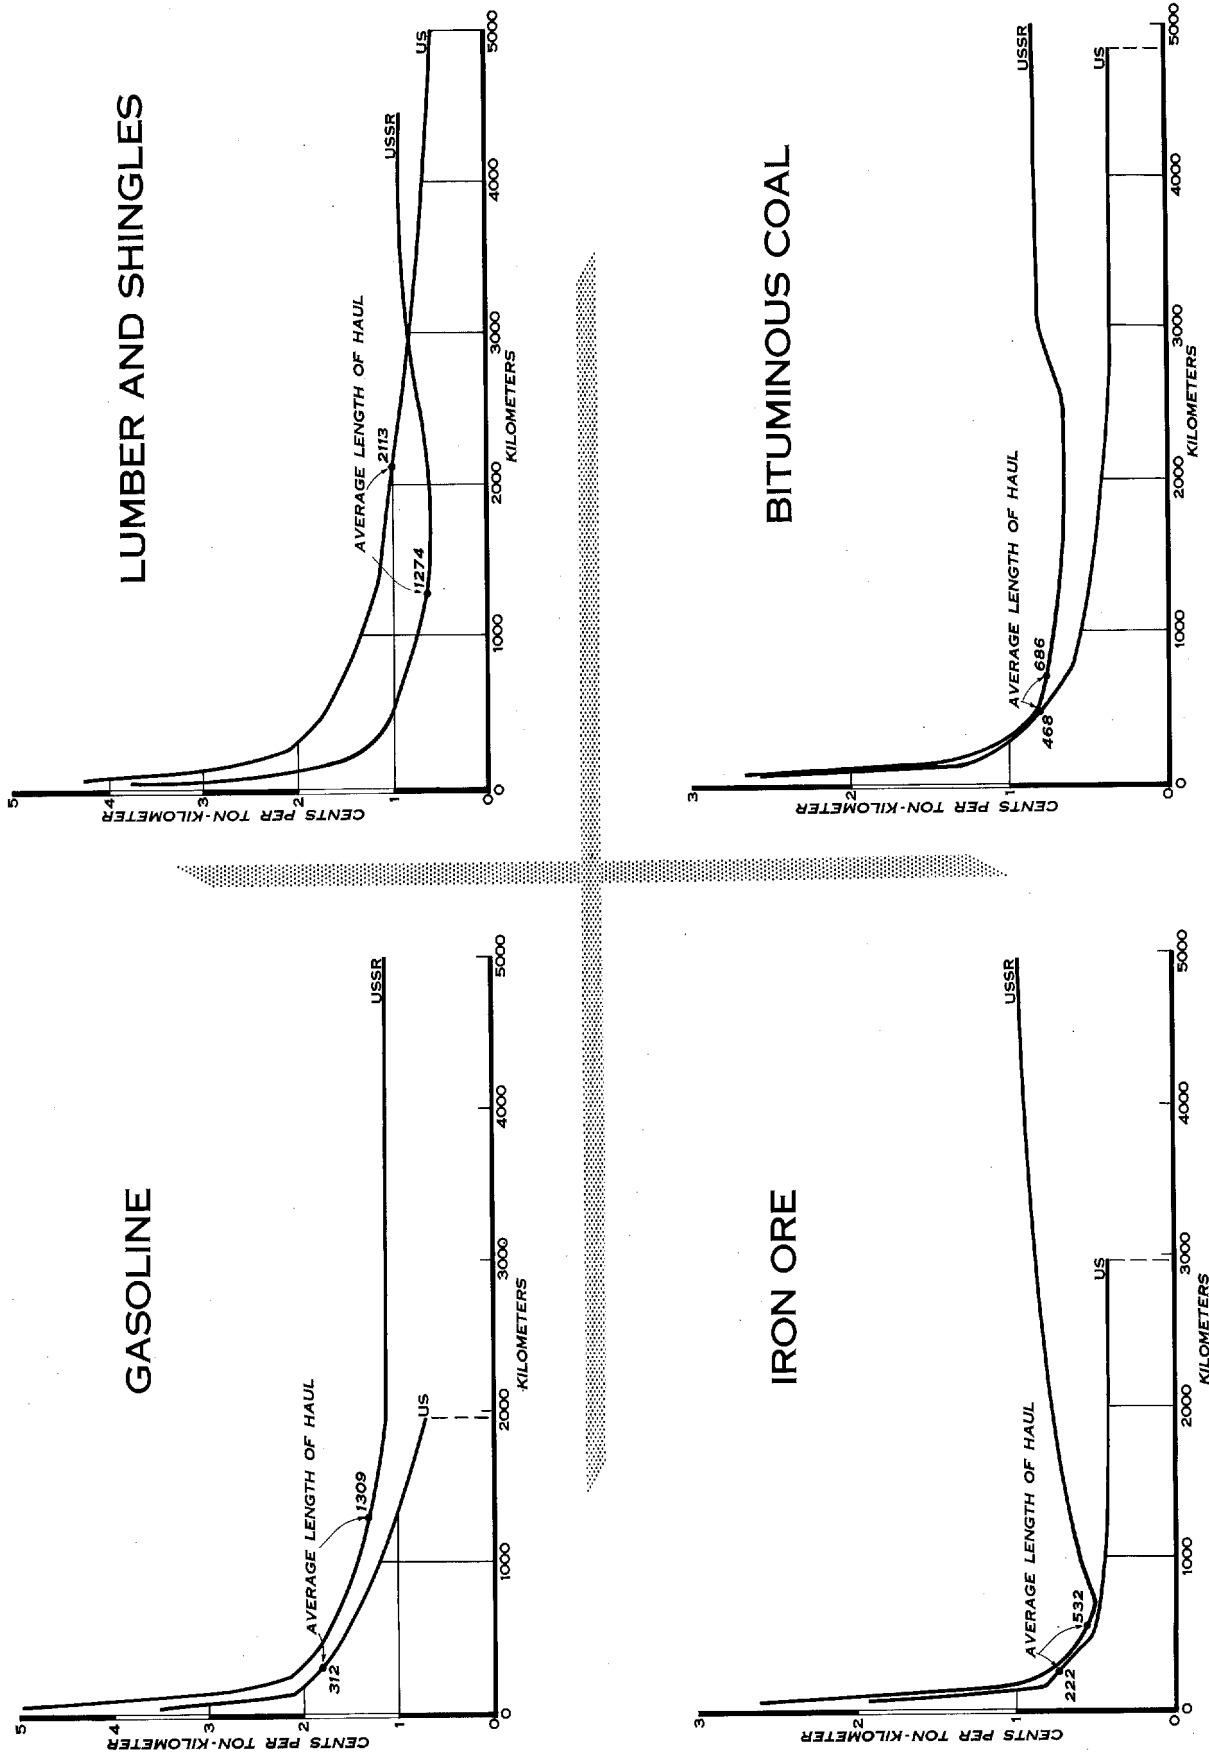 GASOLINE
CENTS PER TON-KILOMETER
5
4
3
2
1
0
AVERAGE LENGTH OF HAUL
312
1309
USSR
US
1000
2000
3000
4000
5000
KILOMETERS
LUMBER AND SHINGLES
CENTS PER TON-KILOMETER
5
4
3
2
1
0
AVERAGE LENGTH OF HAUL
1274
2113
USSR
US
0
1000
2000
3000
4000
5000
KILOMETERS
IRON ORE
CENTS PER TON-KILOMETER
3
2
1
0
AVERAGE LENGTH OF HAUL
222
532
USSR
US
0
1000
2000
3000
4000
5000
KILOMETERS
BITUMINOUS COAL
CENTS PER TON-KILOMETER
3
2
1
0
AVERAGE LENGTH OF HAUL
468
686
USSR
US
0
1000
2000
3000
4000
5000
KILOMETERS